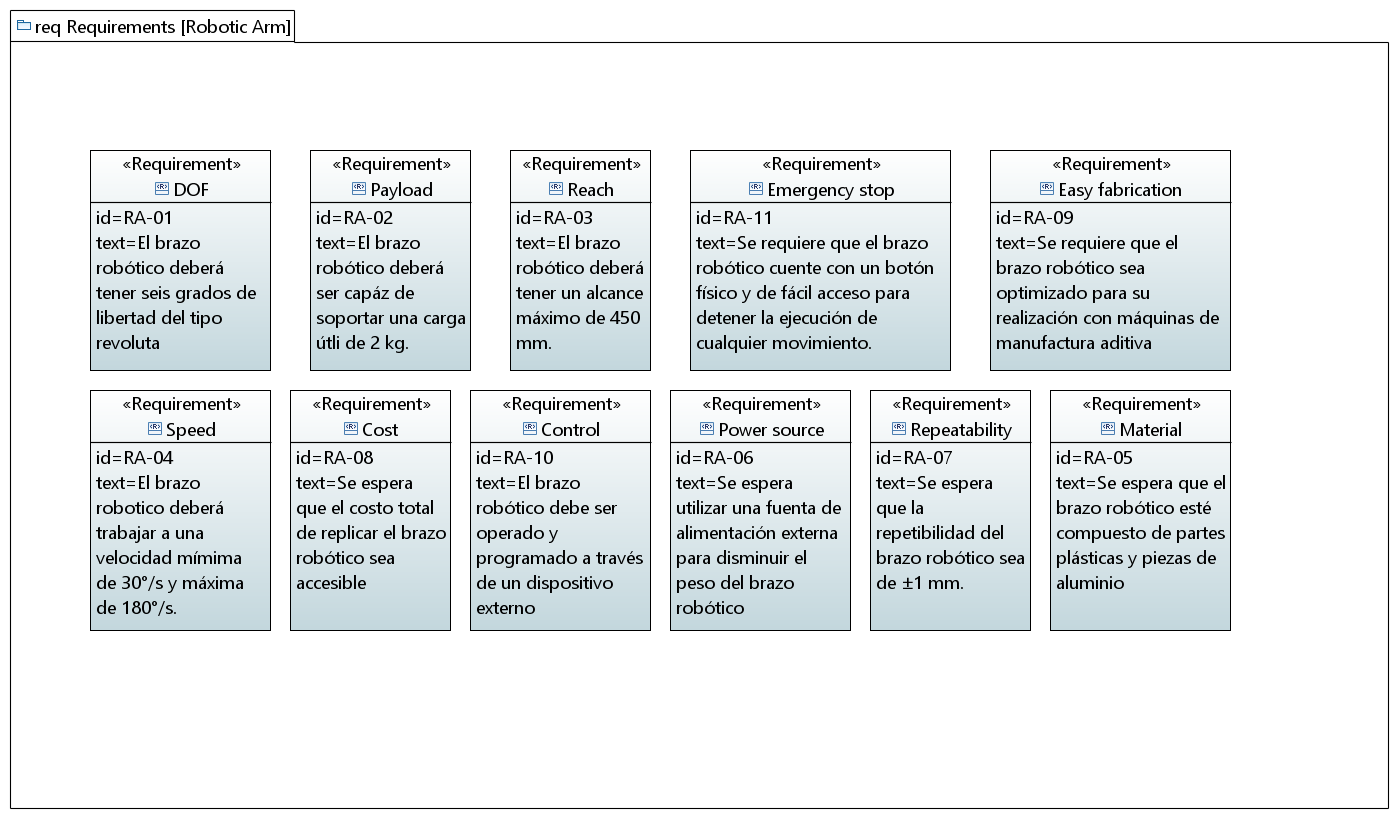 req Requirements [Robotic Arm]
«Requirement»
DOF
id=RA-01
text=El brazo
robótico deberá
tener seis grados de
libertad del tipo
revoluta
«Requirement»
Payload
id=RA-02
text=El brazo
robótico deberá
ser capáz de
soportar una carga
útli de 2 kg.
«Requirement»
Reach
id=RA-03
text=El brazo
robótico deberá
tener un alcance
máximo de 450
mm.
«Requirement»
Emergency stop
id=RA-11
text=Se requiere que el brazo
robótico cuente con un botón
físico y de fácil acceso para
detener la ejecución de
cualquier movimiento.
«Requirement»
Easy fabrication
id=RA-09
text=Se requiere que el
brazo robótico sea
optimizado para su
realización con máquinas de
manufactura aditiva
«Requirement»
Speed
id=RA-04
text=El brazo
robotico deberá
trabajar a una
velocidad mímima
de 30°/s y máxima
de 180°/s.
«Requirement»
Cost
id=RA-08
text=Se espera
que el costo total
de replicar el brazo
robótico sea
accesible
«Requirement»
Control
id=RA-10
text=El brazo
robótico debe ser
operado y
programado a través
de un dispositivo
externo
«Requirement»
Power source
id=RA-06
text=Se espera
utilizar una fuenta de
alimentación externa
para disminuir el
peso del brazo
robótico
«Requirement»
Repeatability
id=RA-07
text=Se espera
que la
repetibilidad del
brazo robótico sea
de ±1 mm.
«Requirement»
Material
id=RA-05
text=Se espera que el
brazo robótico esté
compuesto de partes
plásticas y piezas de
aluminio